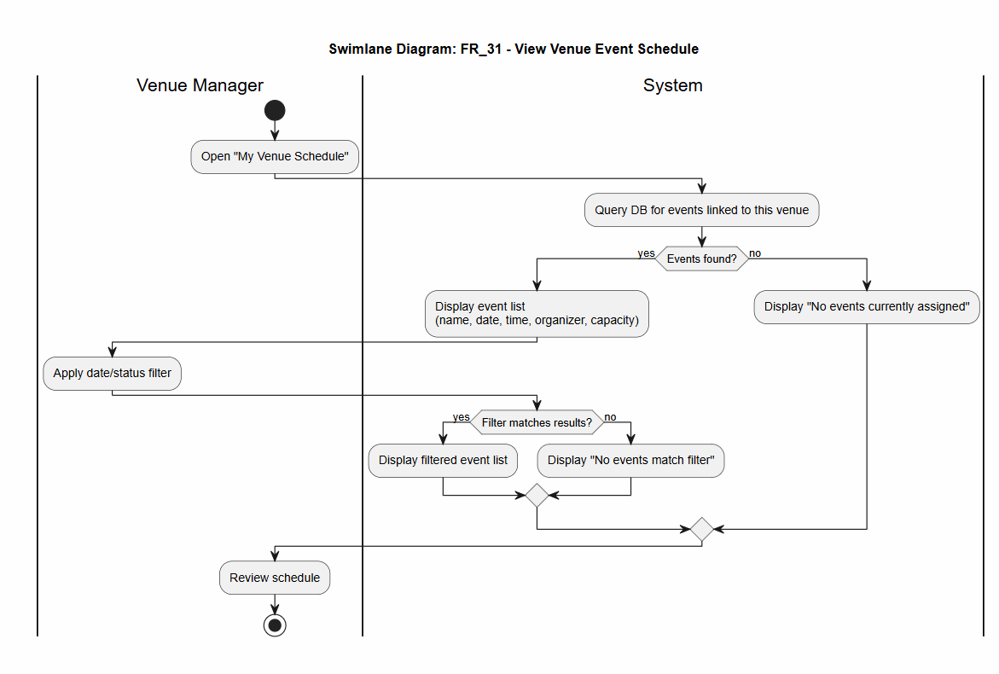 Swimlane Diagram: FR_31 - View Venue Event Schedule
Venue Manager
System
Open "My Venue Schedule"
Query DB for events linked to this venue
yes
Events found?
no
Display event list
(name, date, time, organizer, capacity)
Display "No events currently assigned"
Apply date/status filter
yes
Filter matches results?
no
Display filtered event list
Display "No events match filter"
Review schedule